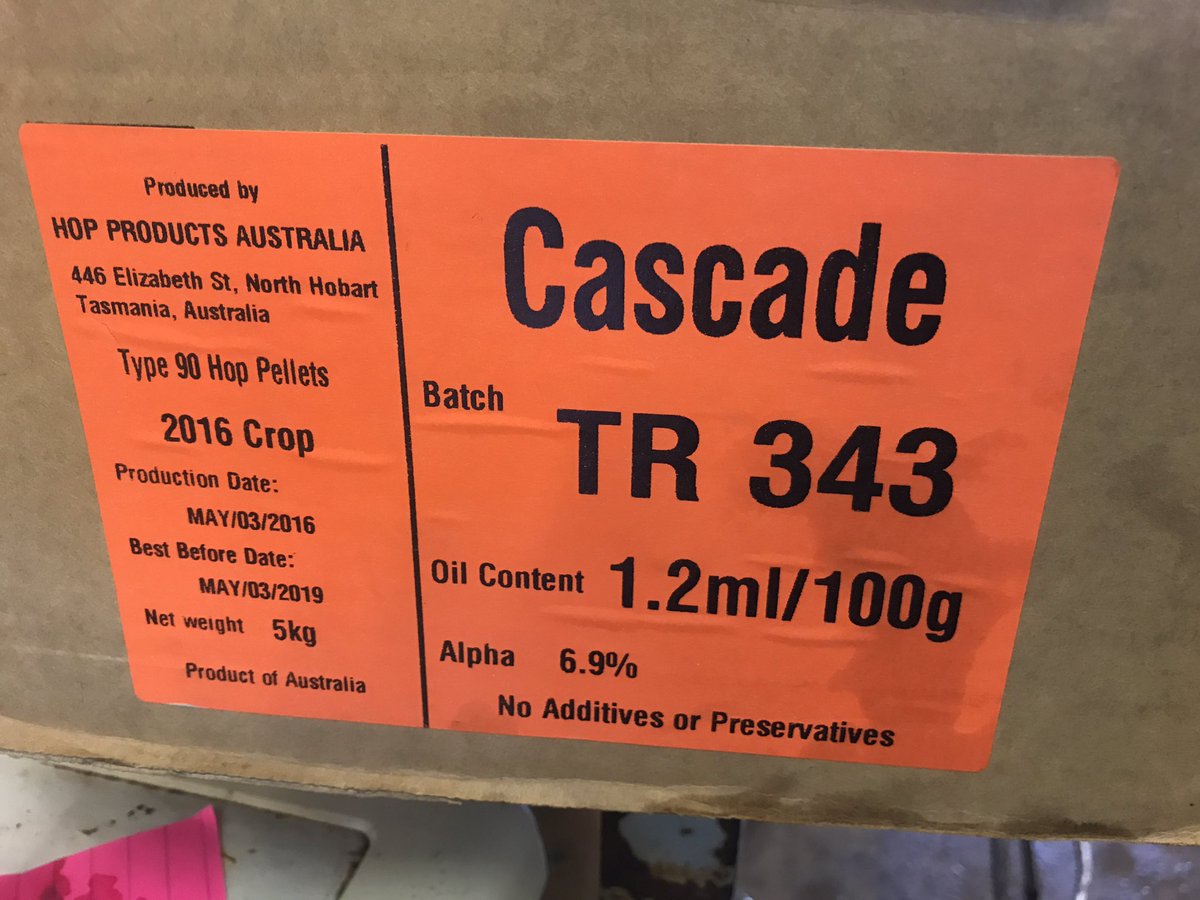 Produced by
HOP PRODUCTS AUSTRALIA
446 Elizabeth St, North Hobart
Tasmania, Australia
Type 90 Hop Pellets
2016 Crop
Production Date:
MAY/03/2016
Best Before Date:
MAY/03/2019
Net weight 5kg
Product of Australia
Cascade
Batch TR 343
Oil Content 1.2ml/100g
Alpha 6.9%
No Additives or Preservatives